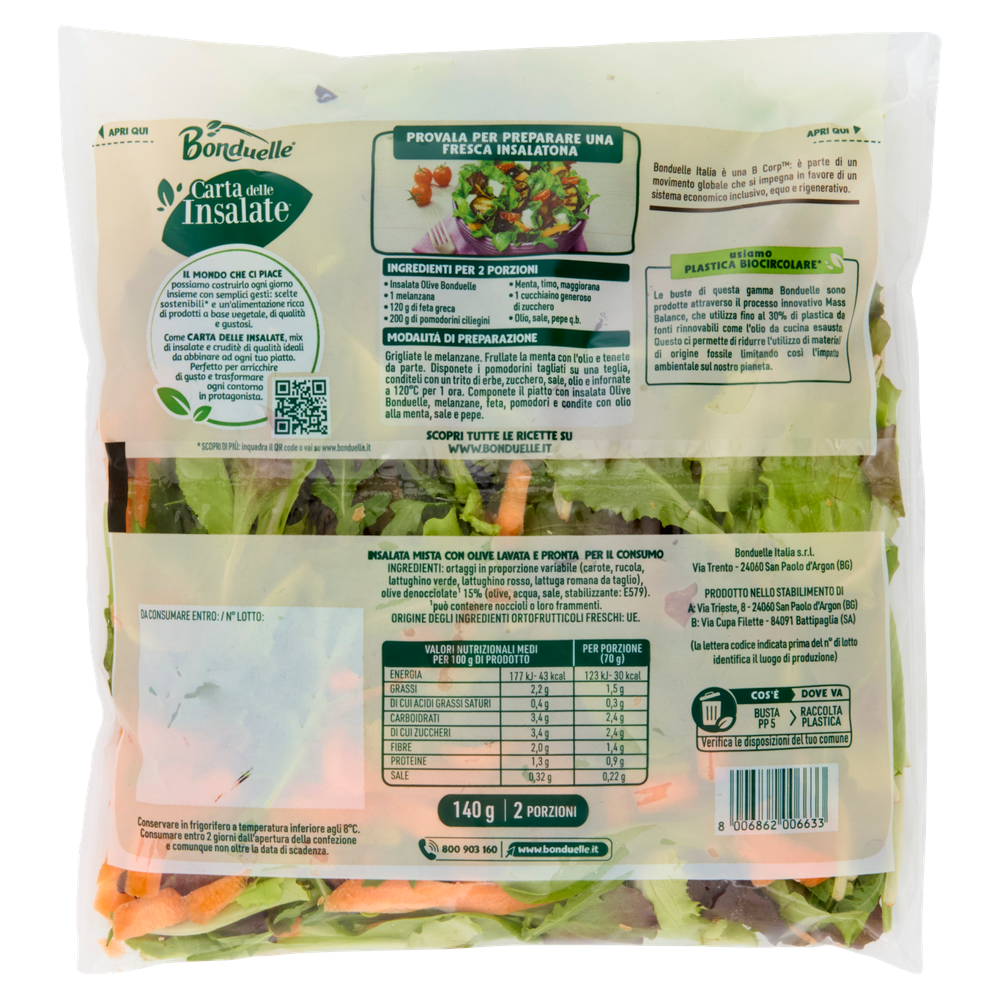 APRI QUI
Bonduelle
Carta delle
Insalate
IL MONDO CHE CI PIACE
possiamo costruirlo ogni giorno
insieme con semplici gesti: scelte
sostenibili* e un'alimentazione ricca
di prodotti a base vegetale, di qualità
e gustosi.
Come CARTA DELLE INSALATE, mix
di insalate e crudità di qualità ideali
da abbinare ad ogni tuo piatto.
Perfetto per arricchire
di gusto e trasformare
ogni contorno
in protagonista.
* SCOPRI DI PIÙ: inquadra il QR code o vai su www.bonduelle.it
PROVALA PER PREPARARE UNA
FRESCA INSALATONA
INGREDIENTI PER 2 PORZIONI
• Insalata Olive Bonduelle
• 1 melanzana
• 120 g di feta greca
• 200 g di pomodorini ciliegini
• Menta, timo, maggiorana
• 1 cucchiaino generoso
di zucchero
• Olio, sale, pepe q.b.
MODALITÀ DI PREPARAZIONE
Grigliate le melanzane. Frullate la menta con l'olio e tenete
da parte. Disponete i pomodorini tagliati su una teglia,
conditeli con un trito di erbe, zucchero, sale, olio e infornate
a 120°C per 1 ora. Componete il piatto con insalata Olive
Bonduelle, melanzane, feta, pomodori e condite con olio
alla menta, sale e pepe.
SCOPRI TUTTE LE RICETTE SU
WWW.BONDUELLE.IT
APRI QUI
Bonduelle Italia è una B Corp™: è parte di un
movimento globale che si impegna in favore di un
sistema economico inclusivo, equo e rigenerativo.
usiamo
PLASTICA BIOCIRCOLARE*
Le buste di questa gamma Bonduelle sono
prodotte attraverso il processo innovativo Mass
Balance, che utilizza fino al 30% di plastica da
fonti rinnovabili come l'olio da cucina esausto.
Questo ci permette di ridurre l'utilizzo di materiali
di origine fossile limitando così l'impatto
ambientale sul nostro pianeta.
DA CONSUMARE ENTRO: / N° LOTTO:
Conservare in frigorifero a temperatura inferiore agli 8°C.
Consumare entro 2 giorni dall'apertura della confezione
e comunque non oltre la data di scadenza.
INSALATA MISTA CON OLIVE LAVATA E PRONTA PER IL CONSUMO
INGREDIENTI: ortaggi in proporzione variabile (carote, rucola,
lattughino verde, lattughino rosso, lattuga romana da taglio),
olive denocciolate¹ 15% (olive, acqua, sale, stabilizzante: E579).
¹può contenere noccioli o loro frammenti.
ORIGINE DEGLI INGREDIENTI ORTOFRUTTICOLI FRESCHI: UE.
VALORI NUTRIZIONALI MEDI
PER 100 g DI PRODOTTO
PER PORZIONE
(70 g)
ENERGIA 177 kJ- 43 kcal 123 kJ- 30 kcal
GRASSI 2,2 g 1,5 g
DI CUI ACIDI GRASSI SATURI 0,4 g 0,3 g
CARBOIDRATI 3,4 g 2,4 g
DI CUI ZUCCHERI 3,4 g 2,4 g
FIBRE 2,0 g 1,4 g
PROTEINE 1,3 g 0,9 g
SALE 0,32 g 0,22 g
140 g | 2 PORZIONI
800 903 160 www.bonduelle.it
Bonduelle Italia s.r.l.
Via Trento - 24060 San Paolo d'Argon (BG)
PRODOTTO NELLO STABILIMENTO DI
A: Via Trieste, 8 - 24060 San Paolo d'Argon (BG)
B: Via Cupa Filette - 84091 Battipaglia (SA)
(la lettera codice indicata prima del n° di lotto
identifica il luogo di produzione)
COS'È DOVE VA
BUSTA
PP 5
RACCOLTA
PLASTICA
Verifica le disposizioni del tuo comune
8 006862 006633